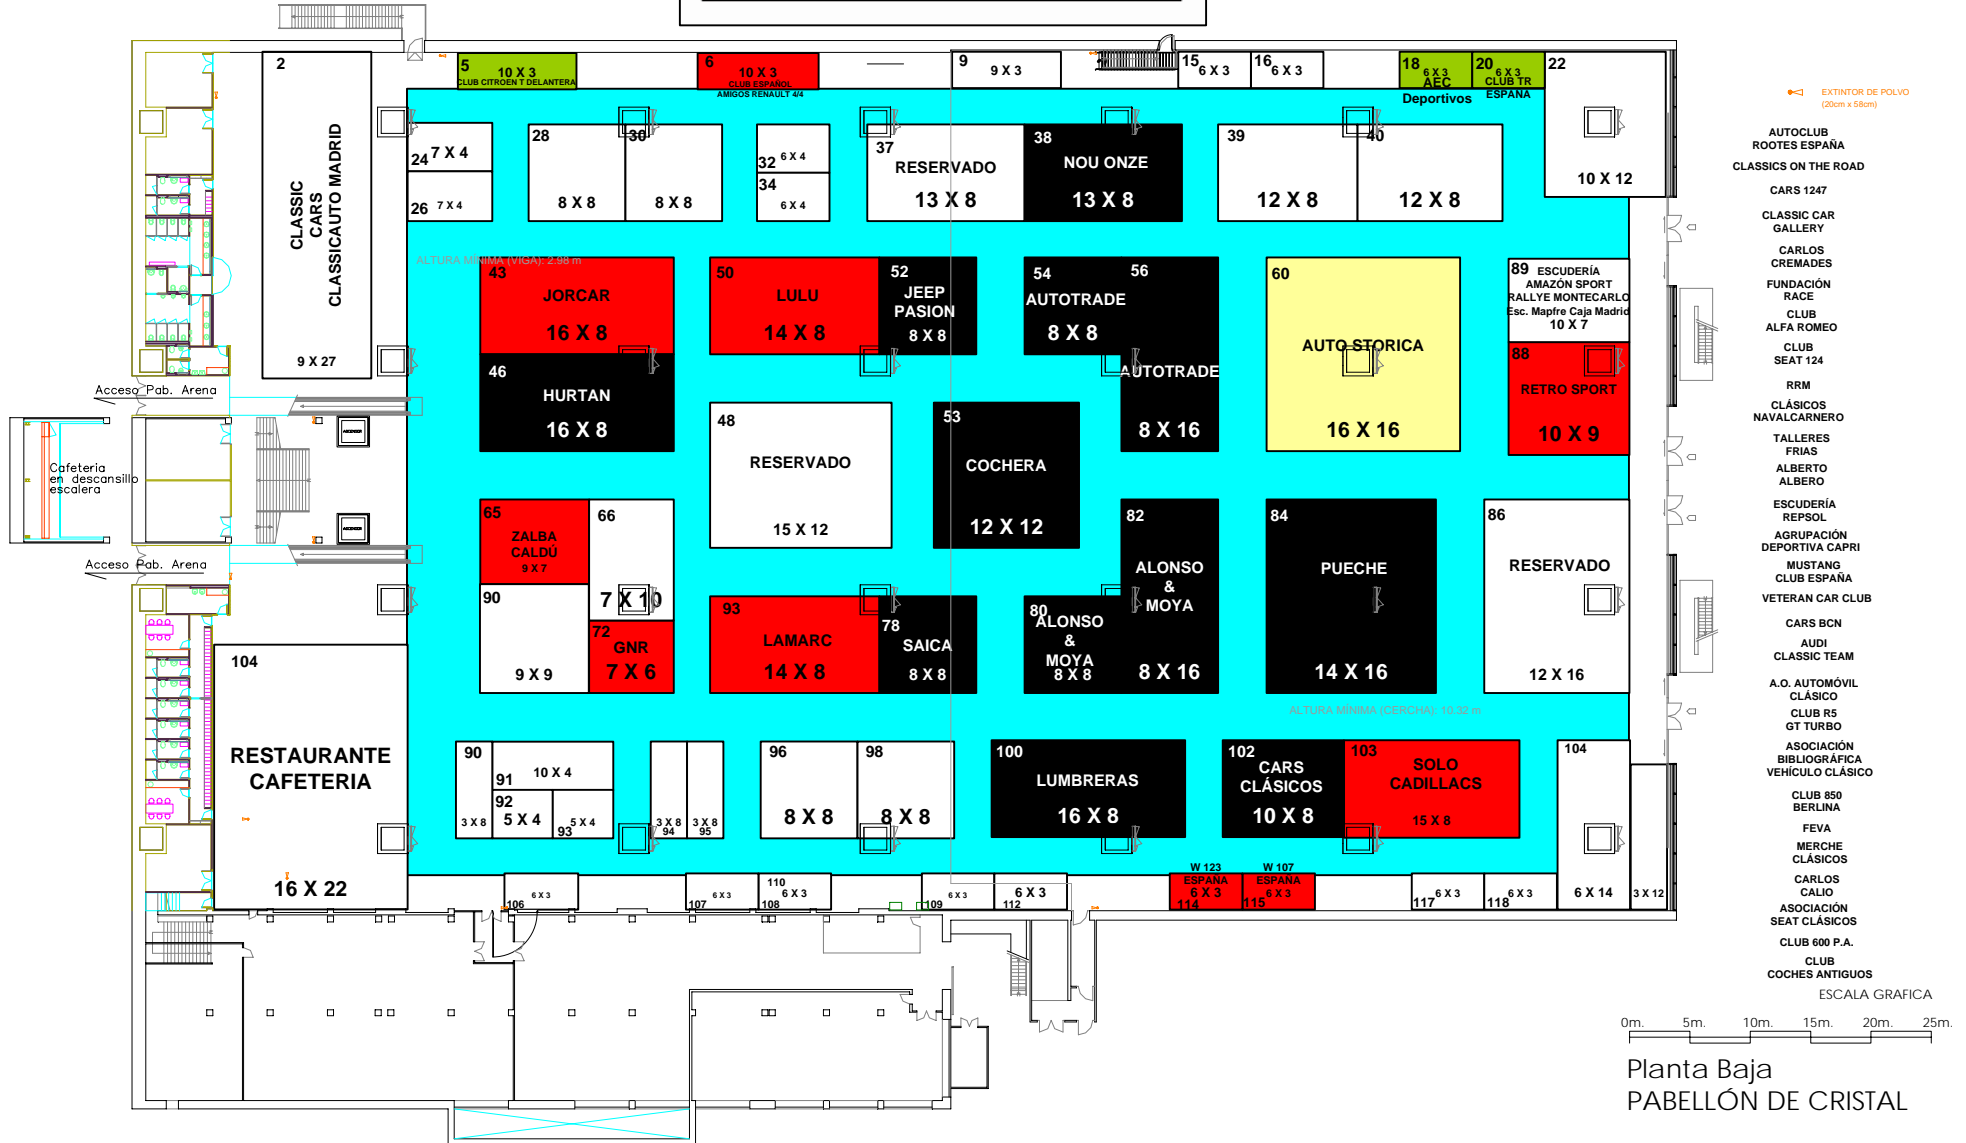 2
CLASSIC
CARS
CLASSICAUTO MADRID
9 X 27
5
10 X 3
CLUB CITROEN T DELANTERA
6
10 X 3
CLUB ESPAÑOL
AMIGOS RENAULT 4/4
9
9 X 3
15
6 X 3
16
6 X 3
18
6 X 3
AEC
Deportivos
20
6 X 3
CLUB TR
ESPAÑA
22
10 X 12
24
7 X 4
26
7 X 4
28
8 X 8
30
8 X 8
32
6 X 4
34
6 X 4
37
RESERVADO
13 X 8
38
NOU ONZE
13 X 8
39
12 X 8
40
12 X 8
ALTURA MÍNIMA (VIGA): 2.98 m
43
JORCAR
16 X 8
46
HURTAN
16 X 8
50
LULU
14 X 8
52
JEEP
PASION
8 X 8
54
AUTOTRADE
8 X 8
56
AUTOTRADE
8 X 16
60
AUTO STORICA
16 X 16
89
ESCUDERÍA
AMAZÓN SPORT
RALLYE MONTECARLO
Esc. Mapfre Caja Madrid
10 X 7
88
RETRO SPORT
10 X 9
Acceso Pab. Arena
ASCENSOR
Cafeteria
en descansillo
escalera
ASCENSOR
Acceso Pab. Arena
48
RESERVADO
15 X 12
53
COCHERA
12 X 12
65
ZALBA
CALDÚ
9 X 7
66
7 X 10
90
9 X 9
72
GNR
7 X 6
93
LAMARC
14 X 8
78
SAICA
8 X 8
80
ALONSO
&
MOYA
8 X 8
82
ALONSO
&
MOYA
8 X 16
84
PUECHE
14 X 16
86
RESERVADO
12 X 16
ALTURA MÍNIMA (CERCHA): 10.32 m
104
RESTAURANTE
CAFETERIA
16 X 22
90
3 X 8
91
10 X 4
92
5 X 4
5 X 4
93
3 X 8
94
3 X 8
95
96
8 X 8
98
8 X 8
100
LUMBRERAS
16 X 8
102
CARS
CLÁSICOS
10 X 8
103
SOLO
CADILLACS
15 X 8
104
6 X 14
3 X 12
6 X 3
106
6 X 3
107
110
6 X 3
108
6 X 3
109
6 X 3
112
W 123
ESPAÑA
6 X 3
114
W 107
ESPAÑA
6 X 3
115
6 X 3
117
6 X 3
118
EXTINTOR DE POLVO
(20cm x 58cm)
AUTOCLUB
ROOTES ESPAÑA
CLASSICS ON THE ROAD
CARS 1247
CLASSIC CAR
GALLERY
CARLOS
CREMADES
FUNDACIÓN
RACE
CLUB
ALFA ROMEO
CLUB
SEAT 124
RRM
CLÁSICOS
NAVALCARNERO
TALLERES
FRIAS
ALBERTO
ALBERO
ESCUDERÍA
REPSOL
AGRUPACIÓN
DEPORTIVA CAPRI
MUSTANG
CLUB ESPAÑA
VETERAN CAR CLUB
CARS BCN
AUDI
CLASSIC TEAM
A.O. AUTOMÓVIL
CLÁSICO
CLUB R5
GT TURBO
ASOCIACIÓN
BIBLIOGRÁFICA
VEHÍCULO CLÁSICO
CLUB 850
BERLINA
FEVA
MERCHE
CLÁSICOS
CARLOS
CALIO
ASOCIACIÓN
SEAT CLÁSICOS
CLUB 600 P.A.
CLUB
COCHES ANTIGUOS
ESCALA GRAFICA
0m. 5m. 10m. 15m. 20m. 25m.
Planta Baja
PABELLÓN DE CRISTAL